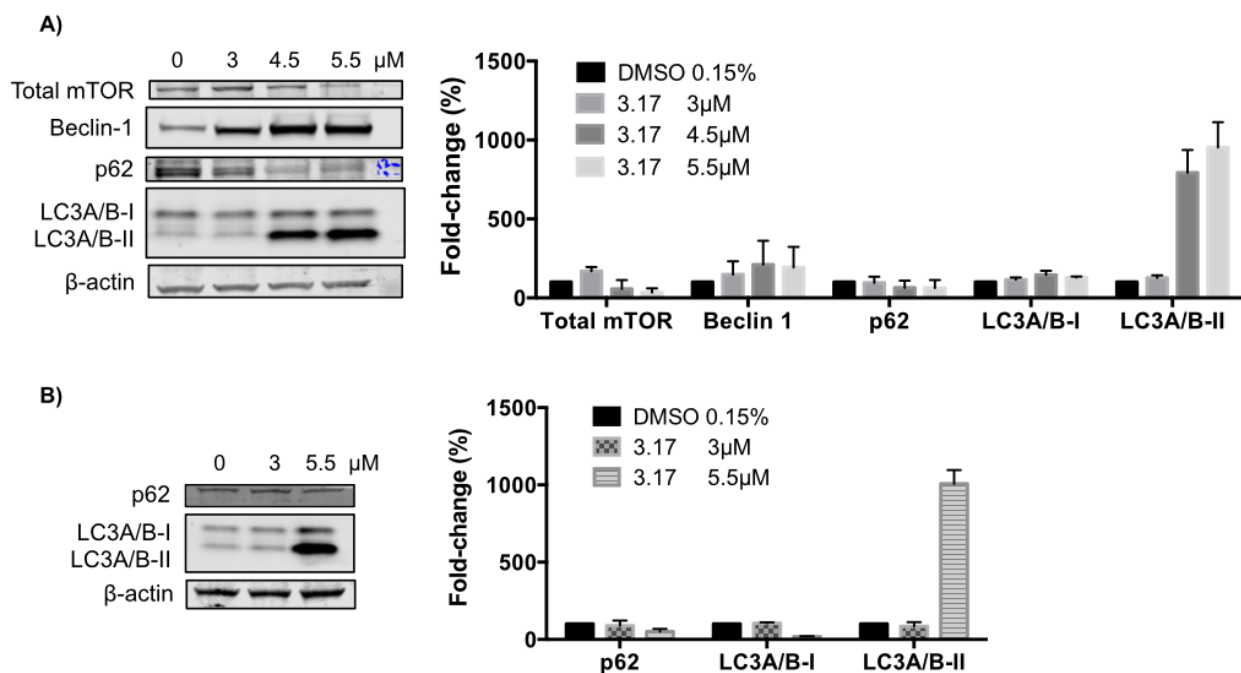 A)
0 3 4.5 5.5 µM
Total mTOR
Beclin-1
p62
LC3A/B-I
LC3A/B-II
β-actin
Fold-change (%)
1500
1000
500
0
DMSO 0.15%
3.17 3µM
3.17 4.5µM
3.17 5.5µM
Total mTOR Beclin 1 p62 LC3A/B-I LC3A/B-II
B)
0 3 5.5 µM
p62
LC3A/B-I
LC3A/B-II
β-actin
Fold-change (%)
1500
1000
500
0
DMSO 0.15%
3.17 3µM
3.17 5.5µM
p62 LC3A/B-I LC3A/B-II